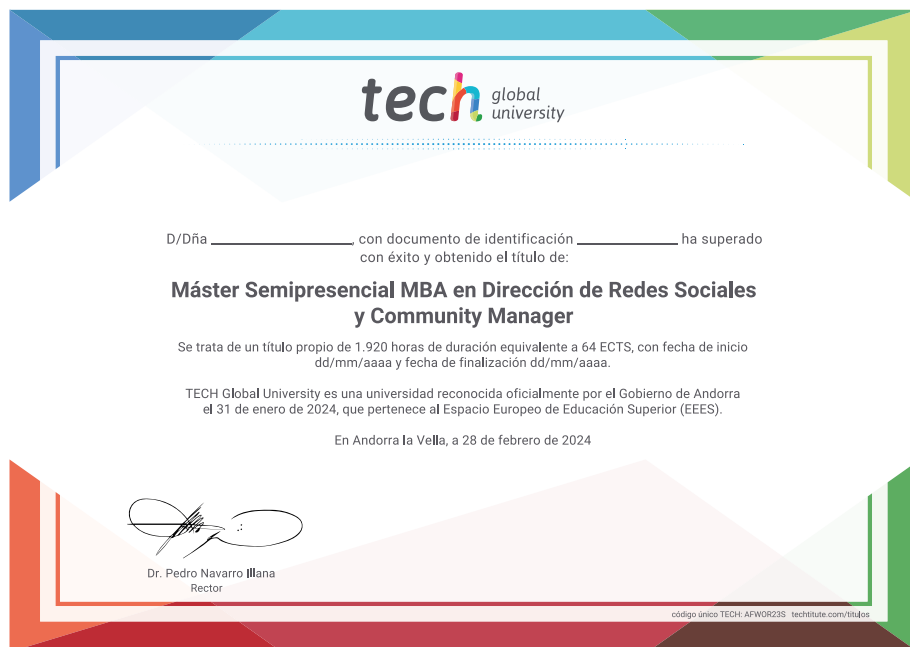 tech global university
D/Dña ________________, con documento de identificación ____________ ha superado
con éxito y obtenido el título de:
Máster Semipresencial MBA en Dirección de Redes Sociales
y Community Manager
Se trata de un título propio de 1.920 horas de duración equivalente a 64 ECTS, con fecha de inicio
dd/mm/aaaa y fecha de finalización dd/mm/aaaa.
TECH Global University es una universidad reconocida oficialmente por el Gobierno de Andorra
el 31 de enero de 2024, que pertenece al Espacio Europeo de Educación Superior (EEES).
En Andorra la Vella, a 28 de febrero de 2024
Dr. Pedro Navarro Illana
Rector
código único TECH: AFWOR23S techtitute.com/titulos